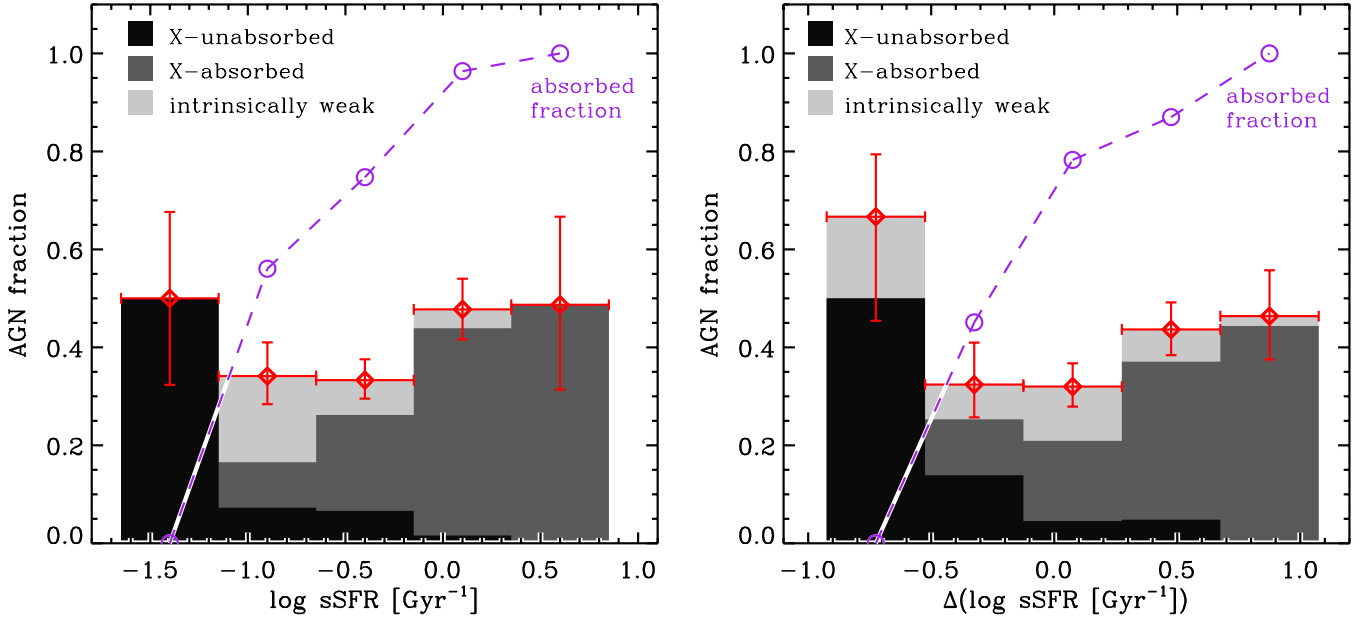 X-unabsorbed
X-absorbed
intrinsically weak
absorbed
fraction
AGN fraction
1.0
0.8
0.6
0.4
0.2
0.0
-1.5
-1.0
-0.5
0.0
0.5
1.0
log sSFR [Gyr⁻¹]
X-unabsorbed
X-absorbed
intrinsically weak
absorbed
fraction
AGN fraction
1.0
0.8
0.6
0.4
0.2
0.0
-1.0
-0.5
0.0
0.5
1.0
Δ(log sSFR [Gyr⁻¹])